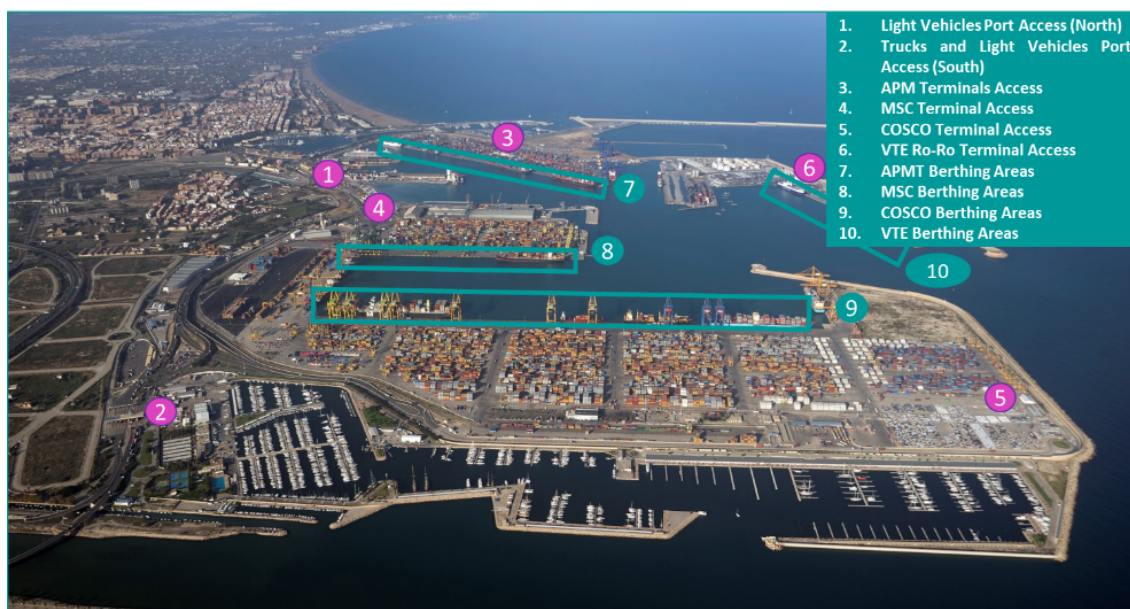 1. Light Vehicles Port Access (North)
2. Trucks and Light Vehicles Port
Access (South)
3. APM Terminals Access
4. MSC Terminal Access
5. COSCO Terminal Access
6. VTE Ro-Ro Terminal Access
7. APMT Berthing Areas
8. MSC Berthing Areas
9. COSCO Berthing Areas
10. VTE Berthing Areas
3
6
1
7
4
8
10
9
5
2